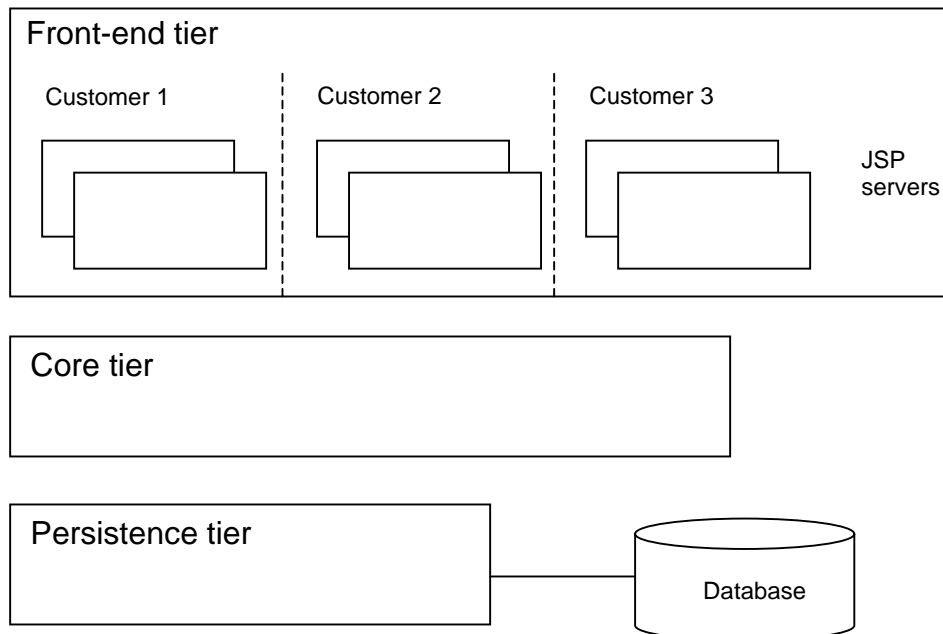 Front-end tier
Customer 1
Customer 2
Customer 3
JSP
servers
Core tier
Persistence tier
Database